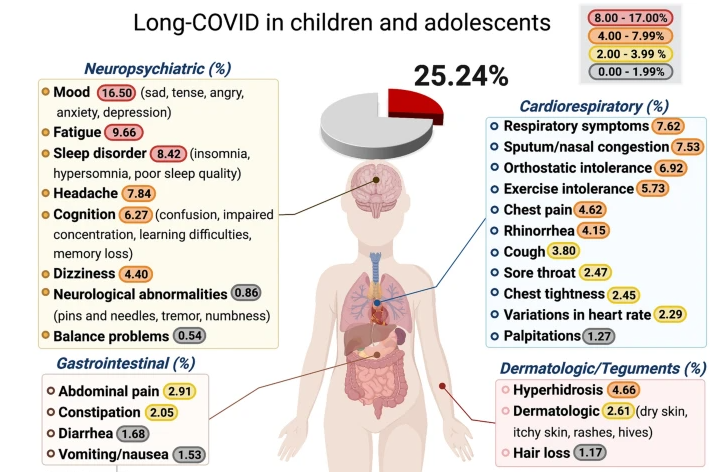 Long-COVID in children and adolescents
8.00 - 17.00%
4.00 - 7.99%
2.00 - 3.99 %
0.00 - 1.99%
25.24%
Neuropsychiatric (%)
Mood 16.50 (sad, tense, angry,
anxiety, depression)
Fatigue 9.66
Sleep disorder 8.42 (insomnia,
hypersomnia, poor sleep quality)
Headache 7.84
Cognition 6.27 (confusion, impaired
concentration, learning difficulties,
memory loss)
Dizziness 4.40
Neurological abnormalities 0.86
(pins and needles, tremor, numbness)
Balance problems 0.54
Cardiorespiratory (%)
Respiratory symptoms 7.62
Sputum/nasal congestion 7.53
Orthostatic intolerance 6.92
Exercise intolerance 5.73
Chest pain 4.62
Rhinorrhea 4.15
Cough 3.80
Sore throat 2.47
Chest tightness 2.45
Variations in heart rate 2.29
Palpitations 1.27
Gastrointestinal (%)
Abdominal pain 2.91
Constipation 2.05
Diarrhea 1.68
Vomiting/nausea 1.53
Dermatologic/Teguments (%)
Hyperhidrosis 4.66
Dermatologic 2.61 (dry skin,
itchy skin, rashes, hives)
Hair loss 1.17